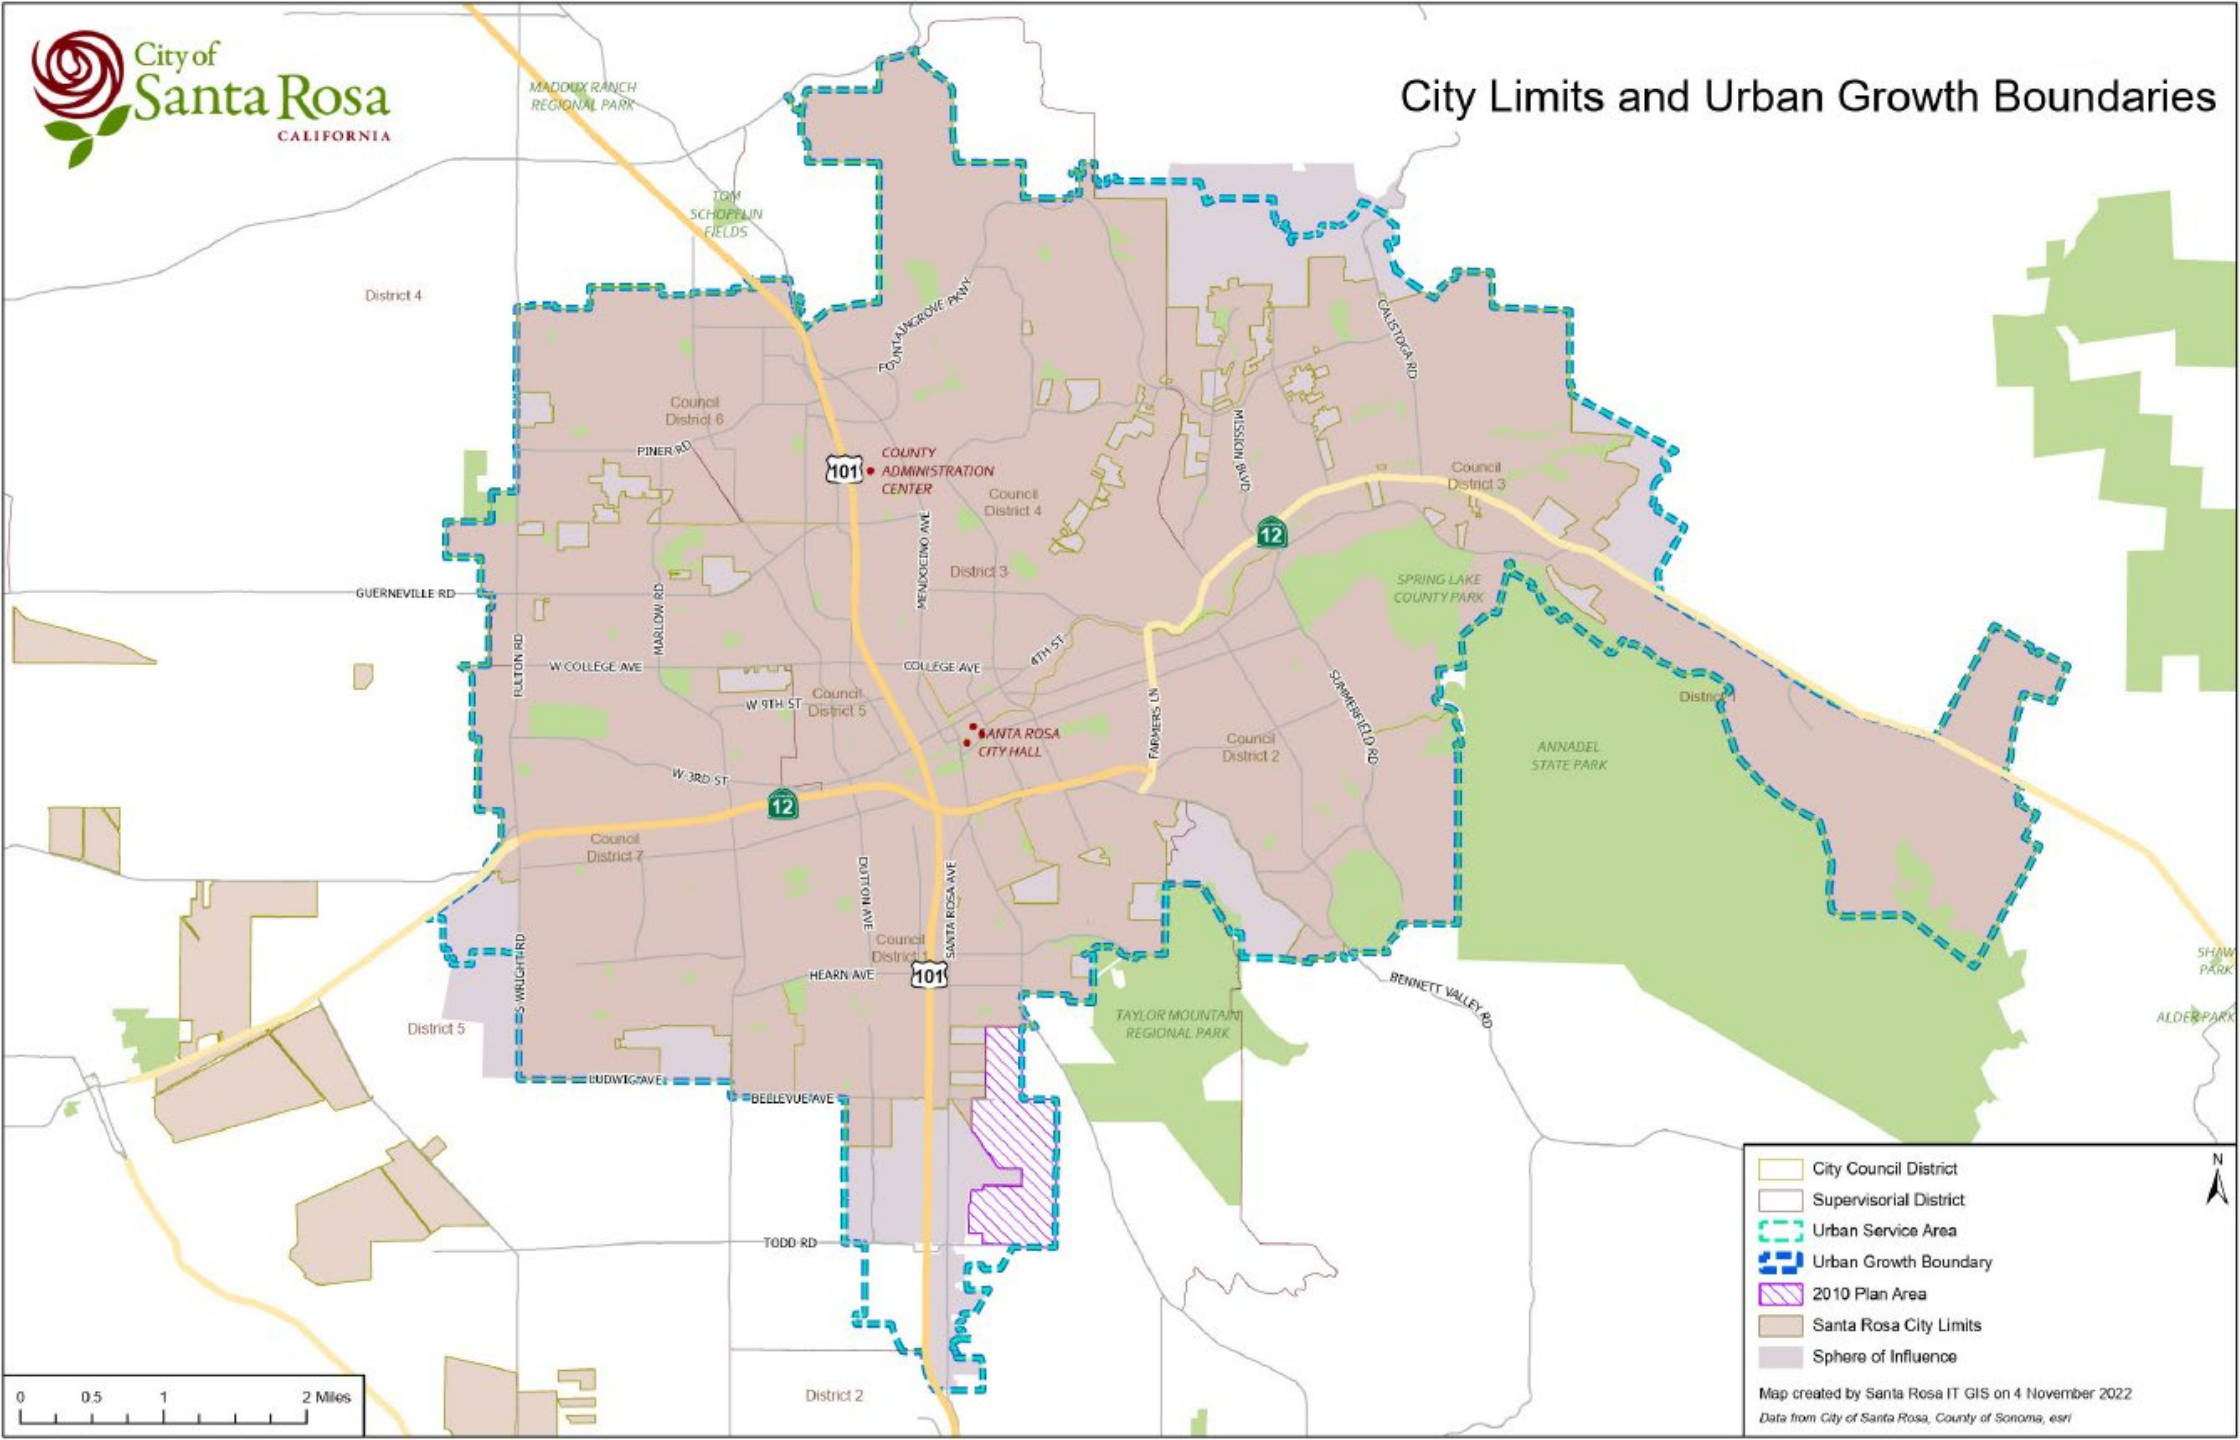 City of
Santa Rosa
CALIFORNIA
City Limits and Urban Growth Boundaries
MADDUX RANCH
REGIONAL PARK
TOM
SCHOPFLIN
FIELDS
District 4
FOUNTAINGROVE PKWY
CALISTOGA RD
Council
District 6
PINER RD
101
COUNTY
ADMINISTRATION
CENTER
MISSION BLVD
Council
District 4
Council
District 3
12
MENDOCINO AVE
District 3
SPRING LAKE
COUNTY PARK
GUERNEVILLE RD
MARLOW RD
FULTON RD
W COLLEGE AVE
COLLEGE AVE
4TH ST
SUMMERFIELD RD
W 9TH ST
Council
District 5
FARMERS LN
SANTA ROSA
CITY HALL
Council
District 2
ANNADEL
STATE PARK
W 3RD ST
12
Council
District 7
DUTTON AVE
SANTA ROSA AVE
Council
District 1
HEARN AVE
101
S WRIGHT RD
BENNETT VALLEY RD
SHAW
PARK
ALDER PARK
TAYLOR MOUNTAIN
REGIONAL PARK
District 5
LUDWIG AVE
BELLEVUE AVE
TODD RD
District 2
N
City Council District
Supervisorial District
Urban Service Area
Urban Growth Boundary
2010 Plan Area
Santa Rosa City Limits
Sphere of Influence
Map created by Santa Rosa IT GIS on 4 November 2022
Data from City of Santa Rosa, County of Sonoma, esri
0 0.5 1 2 Miles